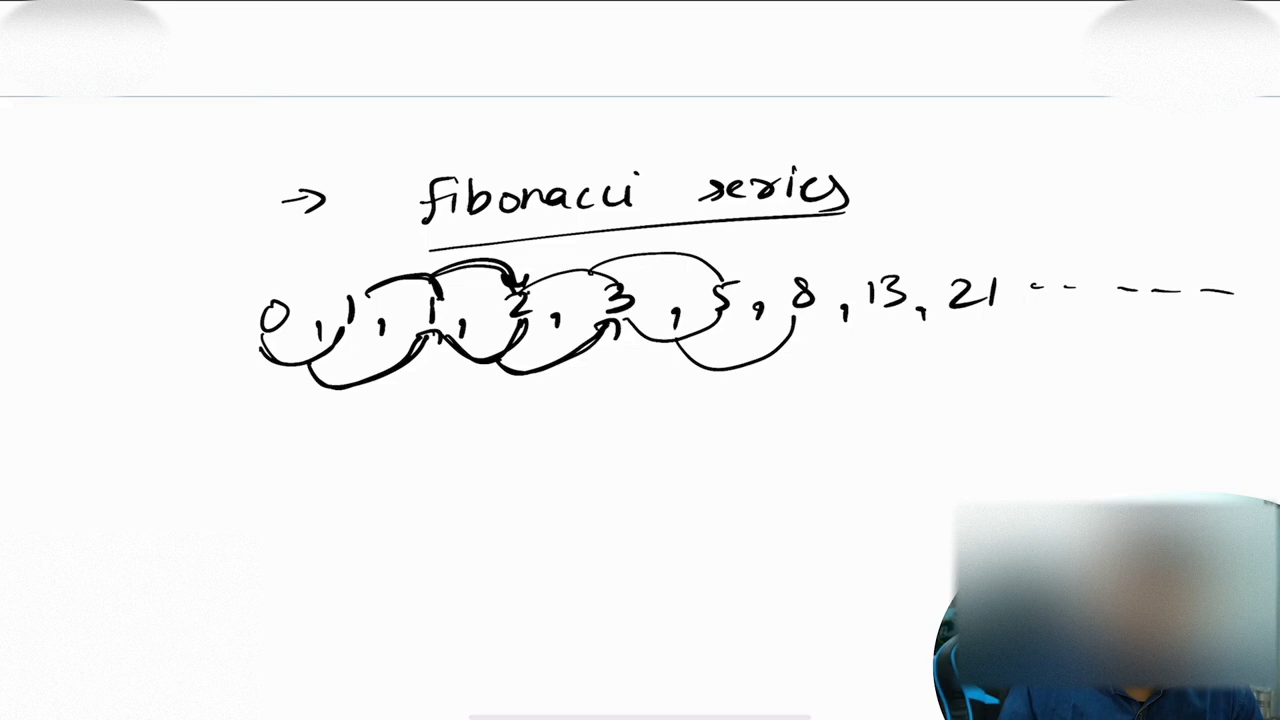 → fibonacci series
0, 1, 1, 2, 3, 5, 8, 13, 21 -- ---